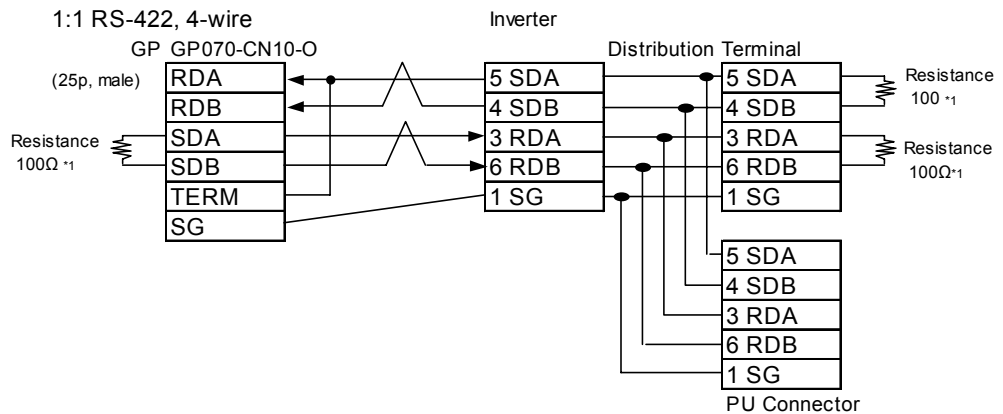 1:1 RS-422, 4-wire
Inverter
GP GP070-CN10-O
Distribution Terminal
(25p, male)
RDA
RDB
SDA
SDB
TERM
SG
Resistance
100Ω *1
5 SDA
4 SDB
3 RDA
6 RDB
1 SG
5 SDA
4 SDB
3 RDA
6 RDB
1 SG
Resistance
100 *1
Resistance
100Ω*1
5 SDA
4 SDB
3 RDA
6 RDB
1 SG
PU Connector